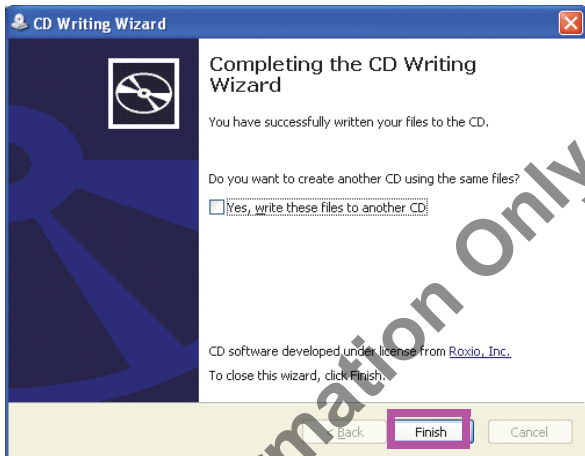 CD Writing Wizard
Completing the CD Writing
Wizard
You have successfully written your files to the CD.
Do you want to create another CD using the same files?
Yes, write these files to another CD
CD software developed under license from Roxio, Inc.
To close this wizard, click Finish.
< Back Finish Cancel
rmation Only